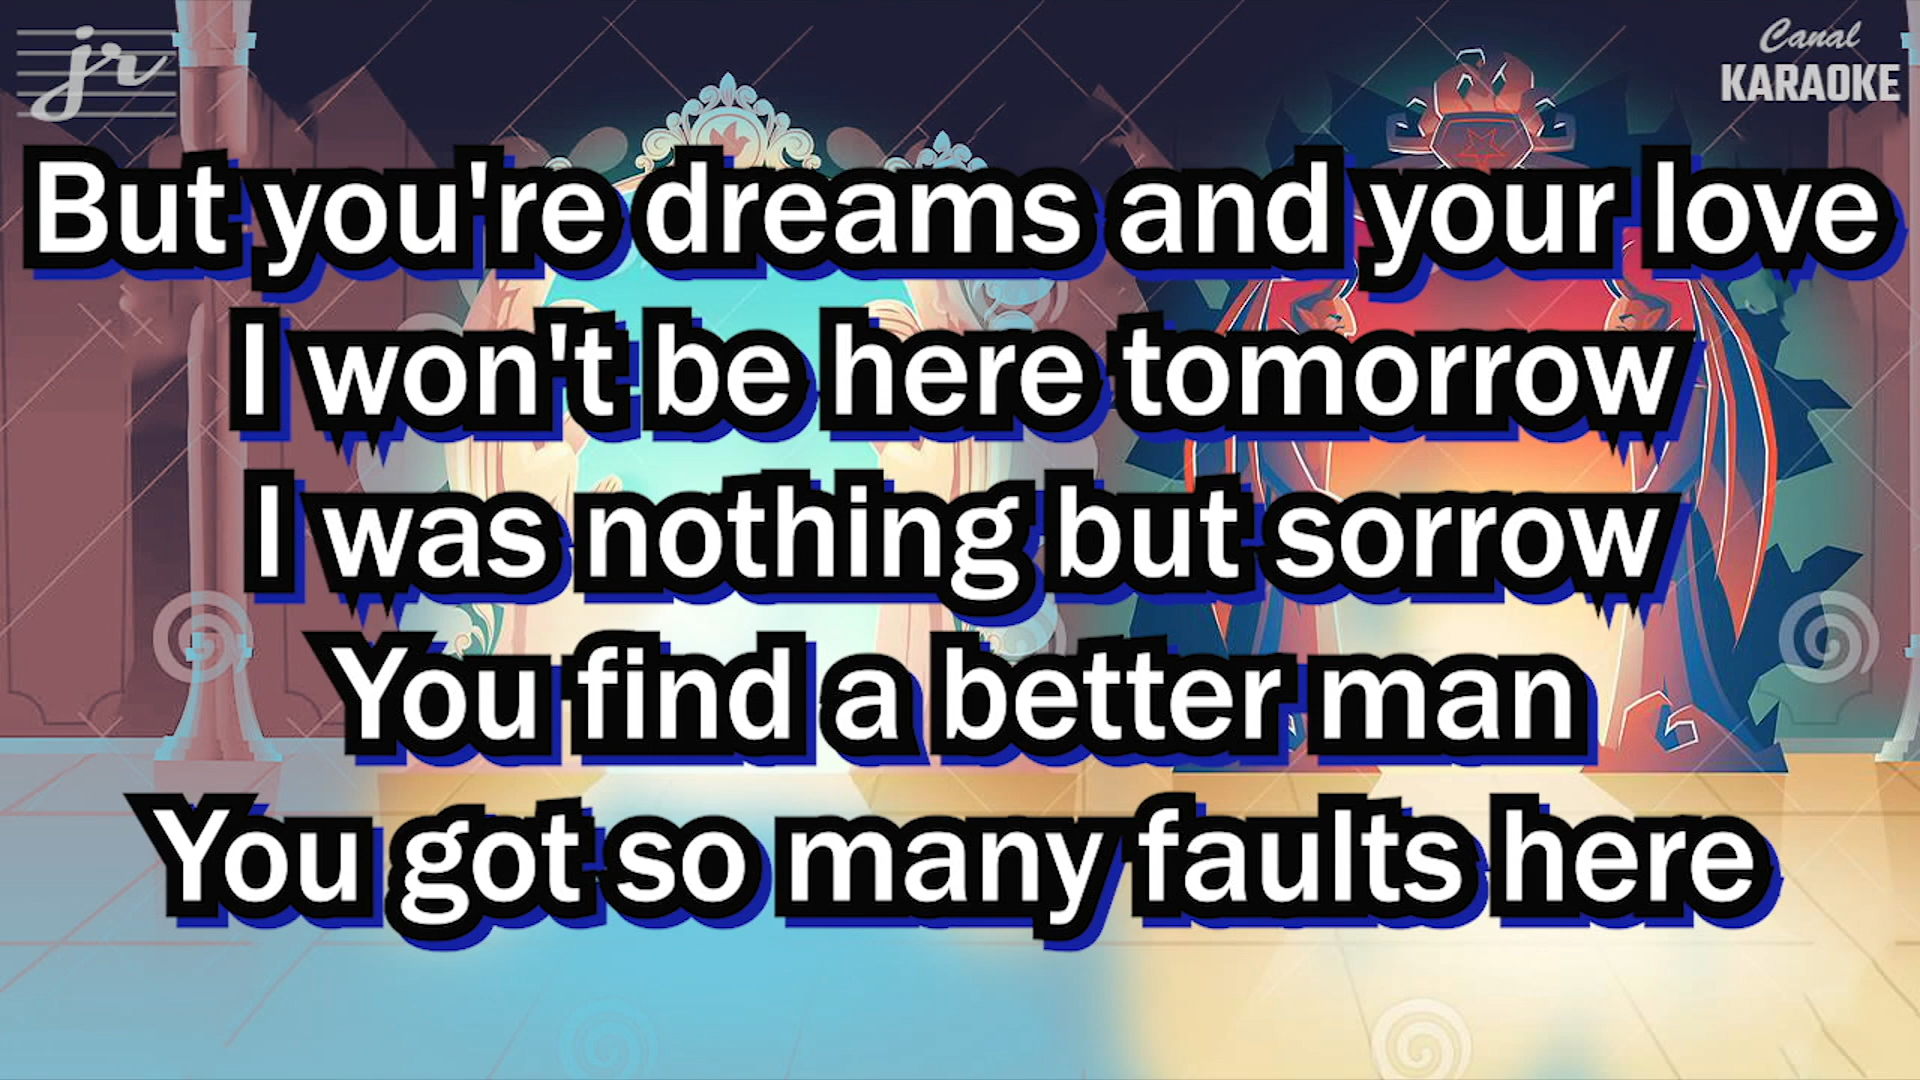 jr
Canal
KARAOKE
But you're dreams and your love
I won't be here tomorrow
I was nothing but sorrow
You find a better man
You got so many faults here